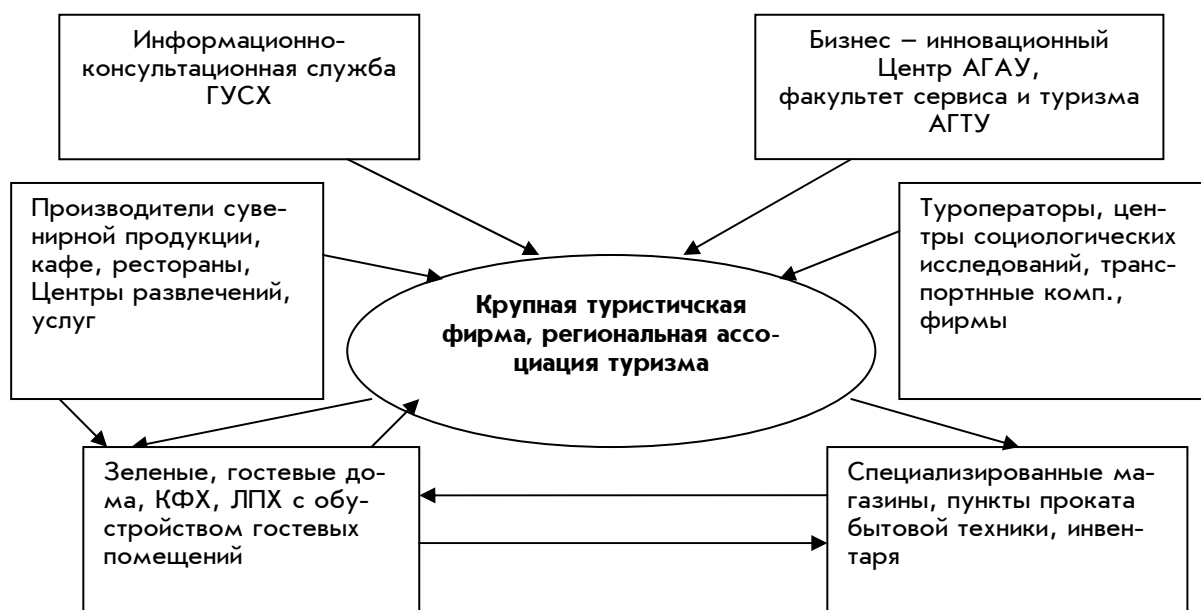 Информационно-
консультационная служба
ГУСХ
Бизнес – инновационный
Центр АГАУ,
факультет сервиса и туризма
АГТУ
Производители суве-
нирной продукции,
кафе, рестораны,
Центры развлечений,
услуг
Туроператоры, цен-
тры социологических
исследований, транс-
портнные комп.,
фирмы
Крупная туристичская
фирма, региональная ассо-
циация туризма
Зеленые, гостевые до-
ма, КФХ, ЛПХ с обу-
стройством гостевых
помещений
Специализированные ма-
газины, пункты проката
бытовой техники, инвен-
таря